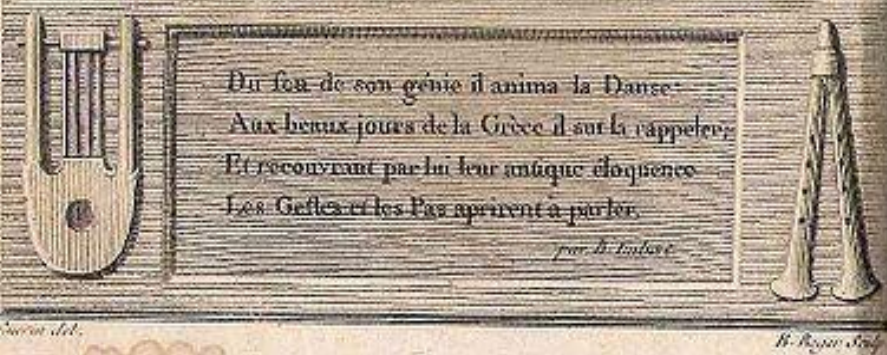 Du feu de son génie il anima la Danse:
Aux beaux jours de la Grèce il sut la rappeler;
Et recouvrant par lui leur antique éloquence
Les Gestes et les Pas aprirent à parler.
par B. Imbert.
del.
B. Roger Sculp